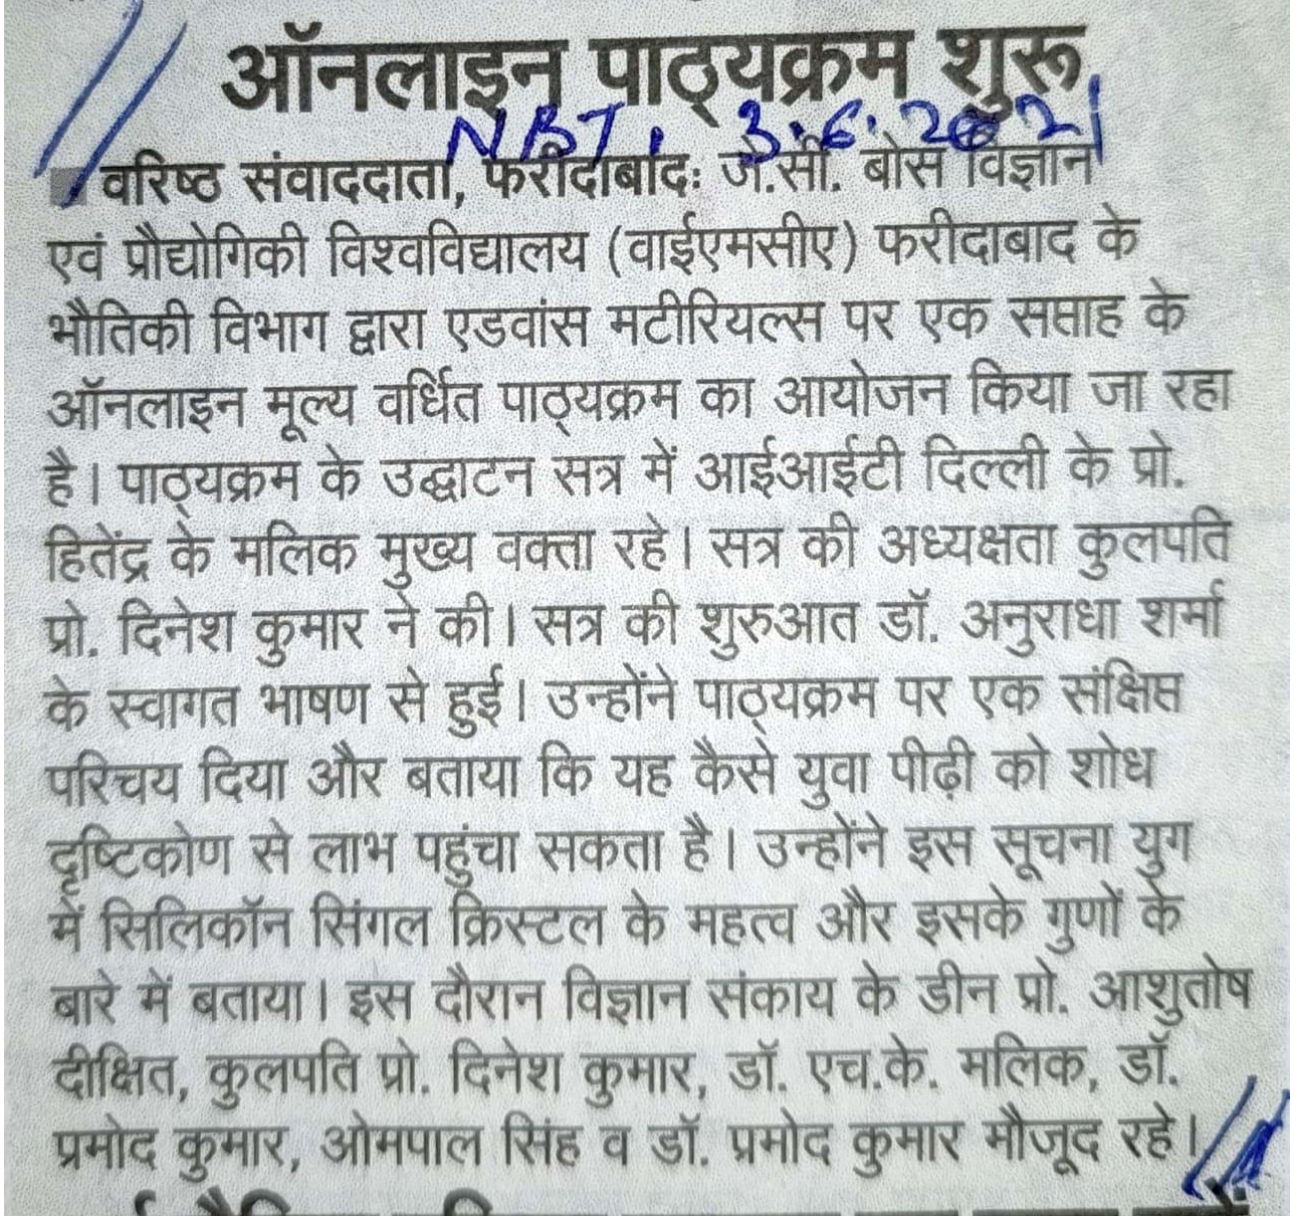 ऑनलाइन पाठ्यक्रम शुरू
NBT, 3.6.2021
वरिष्ठ संवाददाता, फरीदाबादः जे.सी. बोस विज्ञान
एवं प्रौद्योगिकी विश्वविद्यालय (वाईएमसीए) फरीदाबाद के
भौतिकी विभाग द्वारा एडवांस मटीरियल्स पर एक सप्ताह के
ऑनलाइन मूल्य वर्धित पाठ्यक्रम का आयोजन किया जा रहा
है। पाठ्यक्रम के उद्घाटन सत्र में आईआईटी दिल्ली के प्रो.
हितेंद्र के मलिक मुख्य वक्ता रहे। सत्र की अध्यक्षता कुलपति
प्रो. दिनेश कुमार ने की। सत्र की शुरुआत डॉ. अनुराधा शर्मा
के स्वागत भाषण से हुई। उन्होंने पाठ्यक्रम पर एक संक्षिप्त
परिचय दिया और बताया कि यह कैसे युवा पीढ़ी को शोध
दृष्टिकोण से लाभ पहुंचा सकता है। उन्होंने इस सूचना युग
में सिलिकॉन सिंगल क्रिस्टल के महत्व और इसके गुणों के
बारे में बताया। इस दौरान विज्ञान संकाय के डीन प्रो. आशुतोष
दीक्षित, कुलपति प्रो. दिनेश कुमार, डॉ. एच.के. मलिक, डॉ.
प्रमोद कुमार, ओमपाल सिंह व डॉ. प्रमोद कुमार मौजूद रहे।